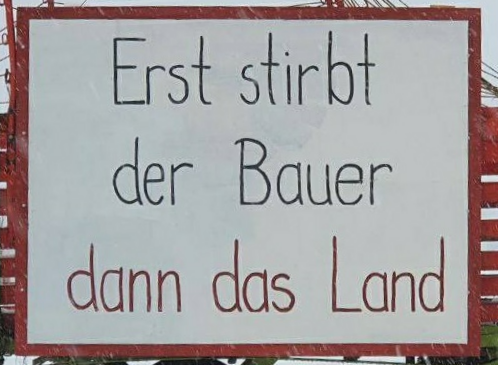 Erst stirbt
der Bauer
dann das Land